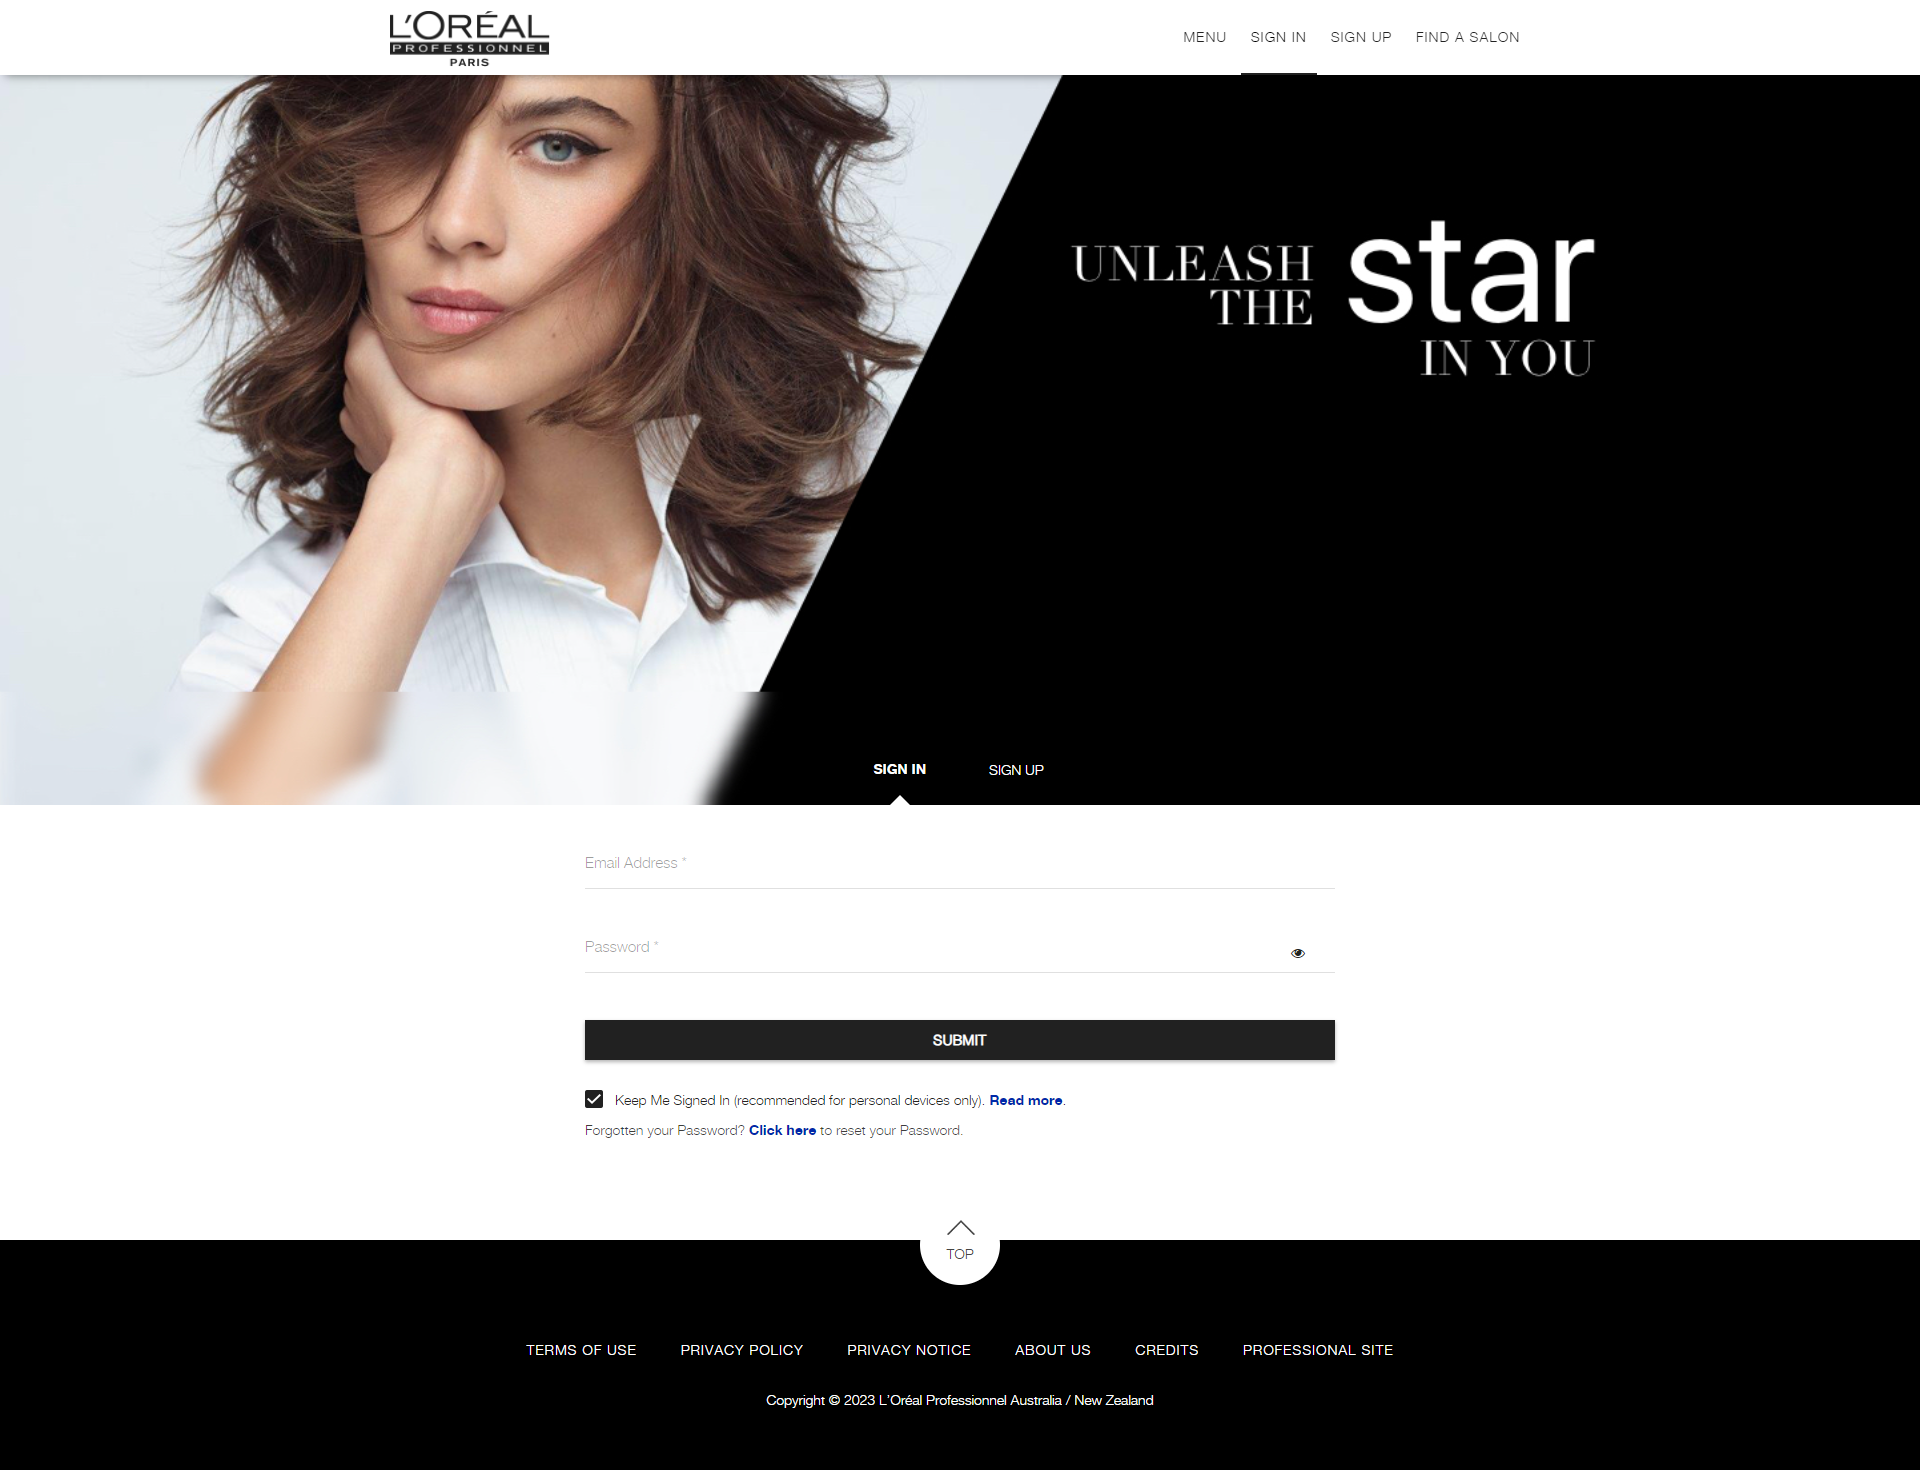 L'ORÉAL
PROFESSIONNEL
PARIS
MENU SIGN IN SIGN UP FIND A SALON
UNLEASH THE star IN YOU
SIGN IN SIGN UP
Email Address *
Password *
SUBMIT
Keep Me Signed In (recommended for personal devices only). Read more.
Forgotten your Password? Click here to reset your Password.
TOP
TERMS OF USE PRIVACY POLICY PRIVACY NOTICE ABOUT US CREDITS PROFESSIONAL SITE
Copyright © 2023 L'Oréal Professionnel Australia / New Zealand